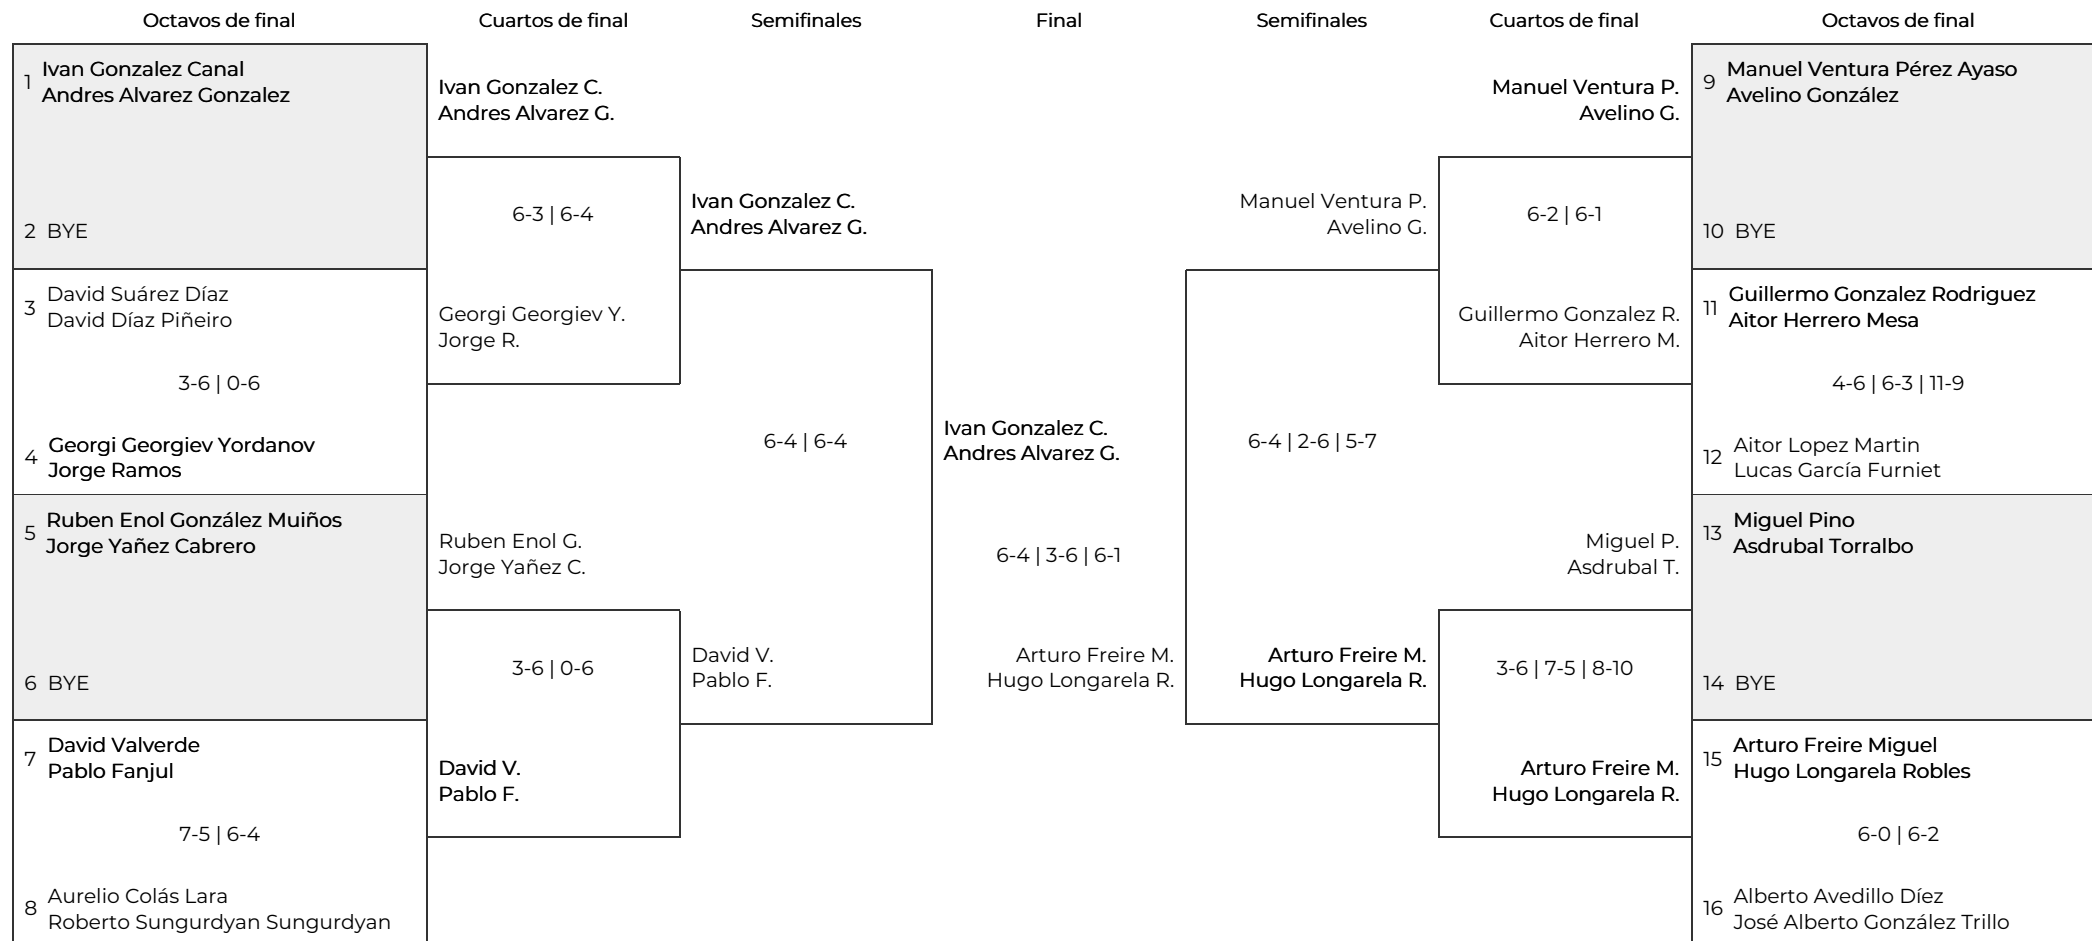 Octavos de final
Cuartos de final
Semifinales
Final
Semifinales
Cuartos de final
Octavos de final
1
Ivan Gonzalez Canal
Andres Alvarez Gonzalez
2 BYE
3
David Suárez Díaz
David Díaz Piñeiro
3-6 | 0-6
4
Georgi Georgiev Yordanov
Jorge Ramos
5
Ruben Enol González Muiños
Jorge Yañez Cabrero
6 BYE
7
David Valverde
Pablo Fanjul
7-5 | 6-4
8
Aurelio Colás Lara
Roberto Sungurdyan Sungurdyan
Ivan Gonzalez C.
Andres Alvarez G.
6-3 | 6-4
Georgi Georgiev Y.
Jorge R.
Ruben Enol G.
Jorge Yañez C.
3-6 | 0-6
David V.
Pablo F.
Ivan Gonzalez C.
Andres Alvarez G.
6-4 | 6-4
David V.
Pablo F.
Ivan Gonzalez C.
Andres Alvarez G.
6-4 | 3-6 | 6-1
Arturo Freire M.
Hugo Longarela R.
Manuel Ventura P.
Avelino G.
6-4 | 2-6 | 5-7
Arturo Freire M.
Hugo Longarela R.
Manuel Ventura P.
Avelino G.
6-2 | 6-1
Guillermo Gonzalez R.
Aitor Herrero M.
Miguel P.
Asdrubal T.
3-6 | 7-5 | 8-10
Arturo Freire M.
Hugo Longarela R.
9
Manuel Ventura Pérez Ayaso
Avelino González
10 BYE
11
Guillermo Gonzalez Rodriguez
Aitor Herrero Mesa
4-6 | 6-3 | 11-9
12
Aitor Lopez Martin
Lucas García Furniet
13
Miguel Pino
Asdrubal Torralbo
14 BYE
15
Arturo Freire Miguel
Hugo Longarela Robles
6-0 | 6-2
16
Alberto Avedillo Díez
José Alberto González Trillo